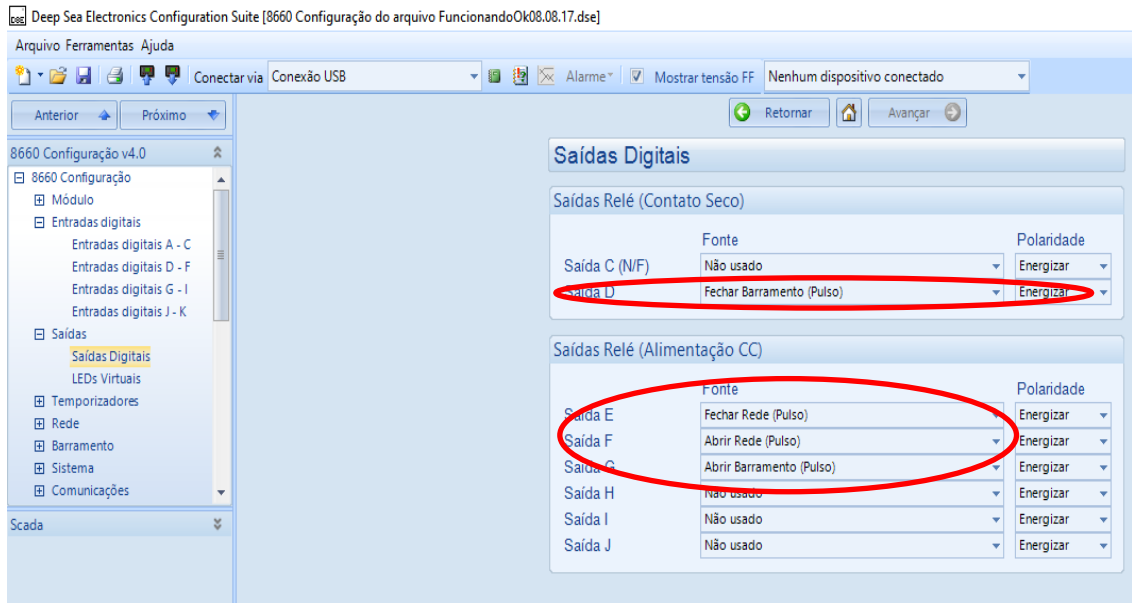 DSE Deep Sea Electronics Configuration Suite [8660 Configuração do arquivo FuncionandoOk08.08.17.dse]
Arquivo Ferramentas Ajuda
Conectar via Conexão USB Alarme Mostrar tensão FF Nenhum dispositivo conectado
Anterior Próximo Retornar Avançar
8660 Configuração v4.0
8660 Configuração
Módulo
Entradas digitais
Entradas digitais A - C
Entradas digitais D - F
Entradas digitais G - I
Entradas digitais J - K
Saídas
Saídas Digitais
LEDs Virtuais
Temporizadores
Rede
Barramento
Sistema
Comunicações
Scada
Saídas Digitais
Saídas Relé (Contato Seco)
Fonte Polaridade
Saída C (N/F) Não usado Energizar
Saída D Fechar Barramento (Pulso) Energizar
Saídas Relé (Alimentação CC)
Fonte Polaridade
Saída E Fechar Rede (Pulso) Energizar
Saída F Abrir Rede (Pulso) Energizar
Saída G Abrir Barramento (Pulso) Energizar
Saída H Não usado Energizar
Saída I Não usado Energizar
Saída J Não usado Energizar